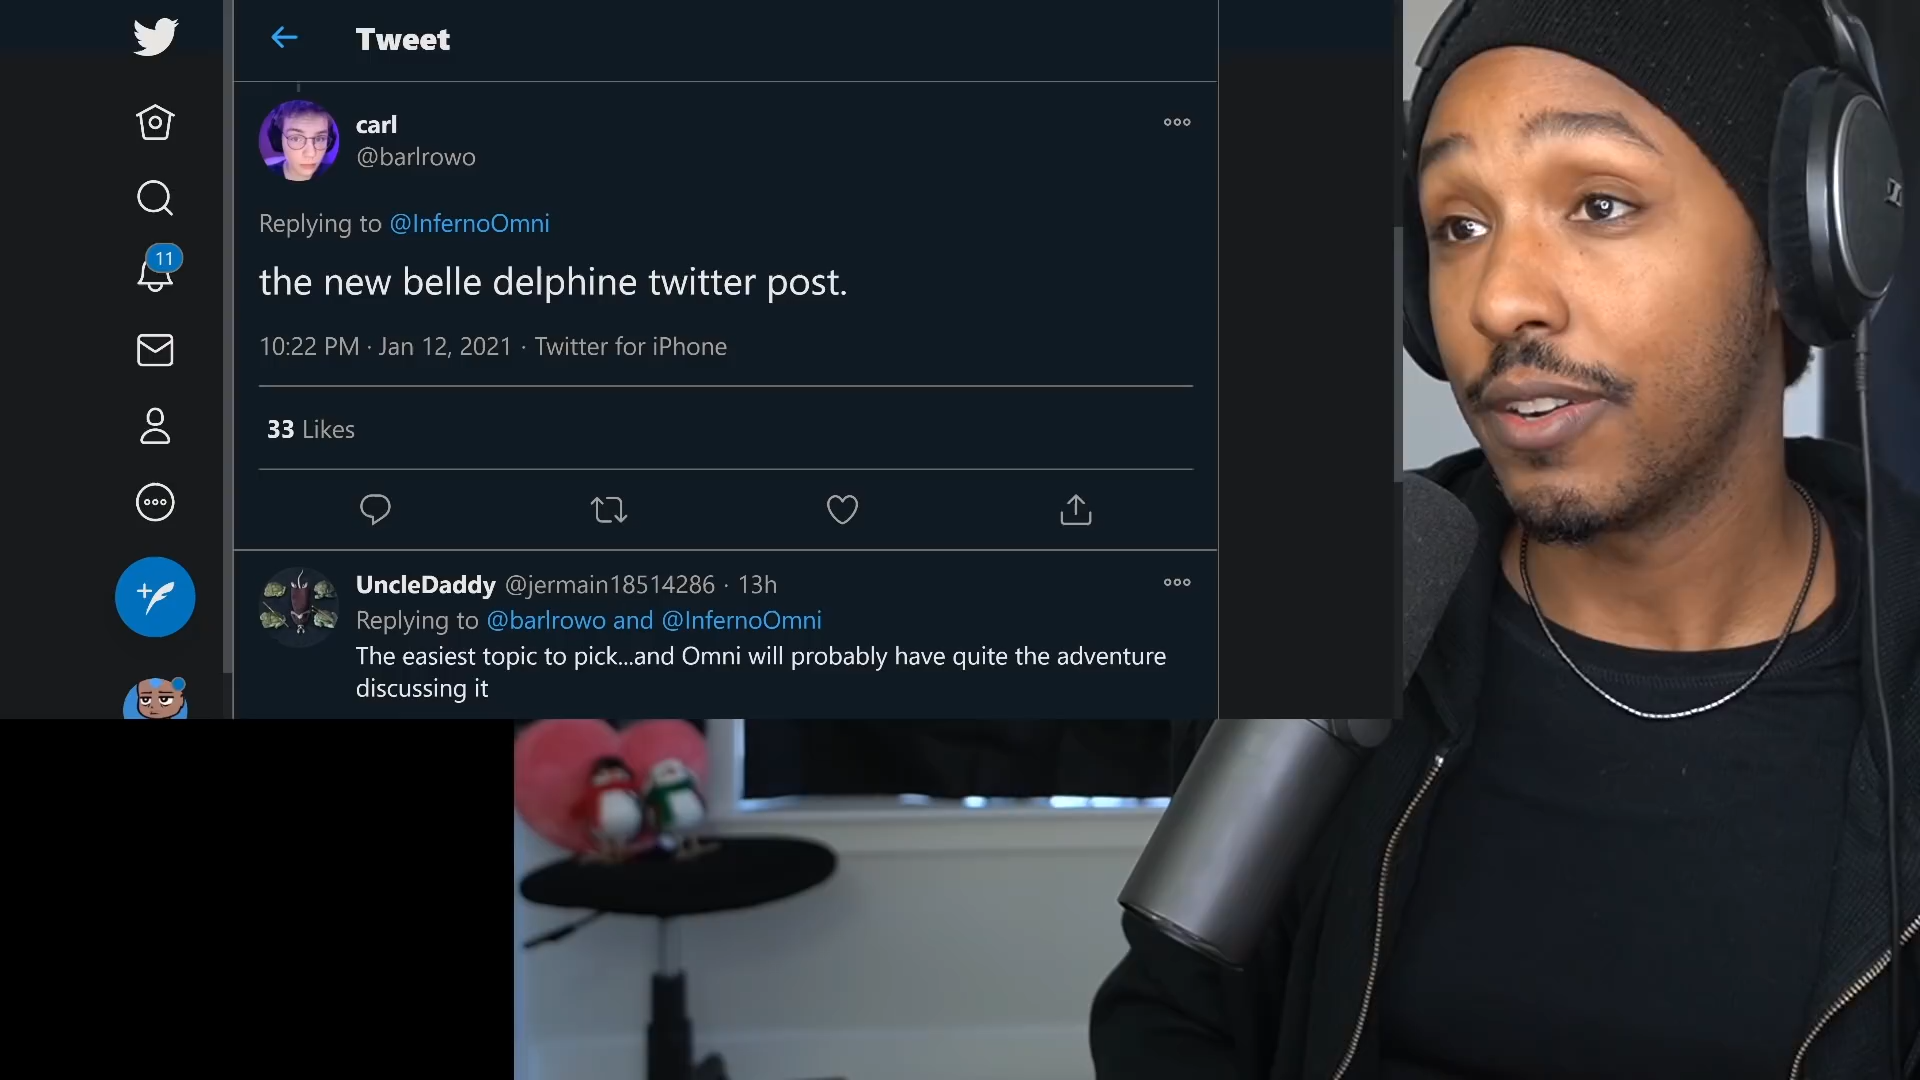 Tweet
carl
@barlrowo
Replying to @InfernoOmni
the new belle delphine twitter post.
10:22 PM · Jan 12, 2021 · Twitter for iPhone
33 Likes
UncleDaddy @jermain18514286 · 13h
Replying to @barlrowo and @InfernoOmni
The easiest topic to pick...and Omni will probably have quite the adventure
discussing it
11